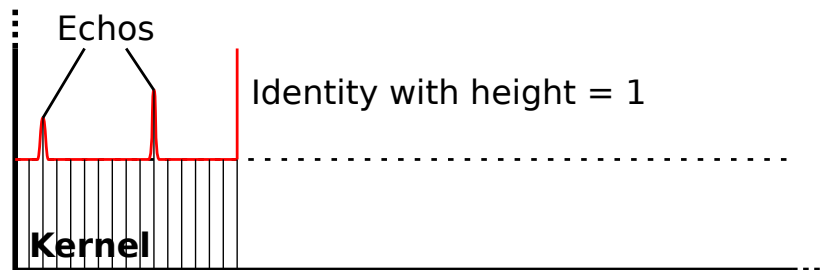 Echos
Identity with height = 1
Kernel